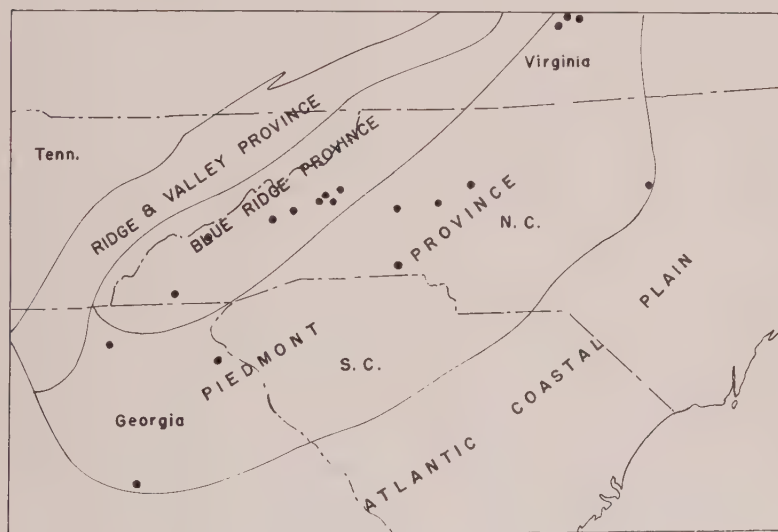 Virginia
Tenn.
RIDGE & VALLEY PROVINCE
BLUE RIDGE PROVINCE
N.C.
PIEDMONT PROVINCE
S.C.
Georgia
ATLANTIC COASTAL PLAIN